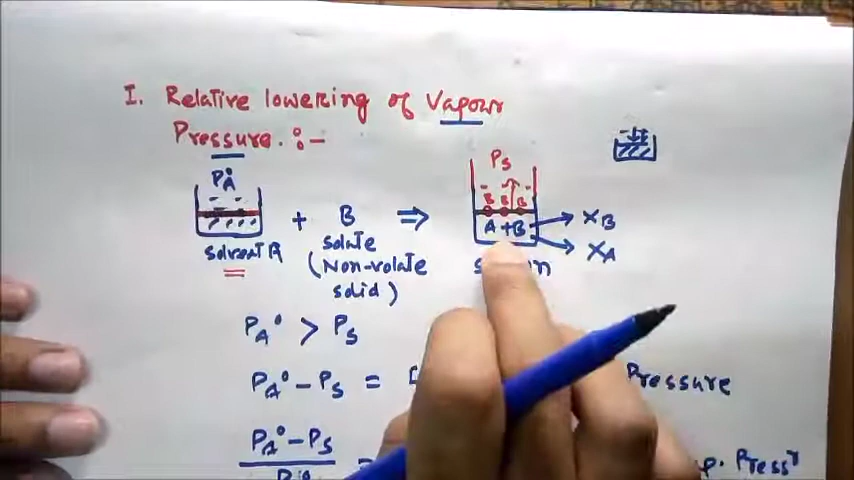 I. Relative lowering of Vapour
Pressure :-
PA° Ps
A + B XB
+ B ⇒ XA
solvent A solute
(Non-volatile
solid)
PA° > Ps
PA° - Ps = Pressure
PA° - Ps = Press^r